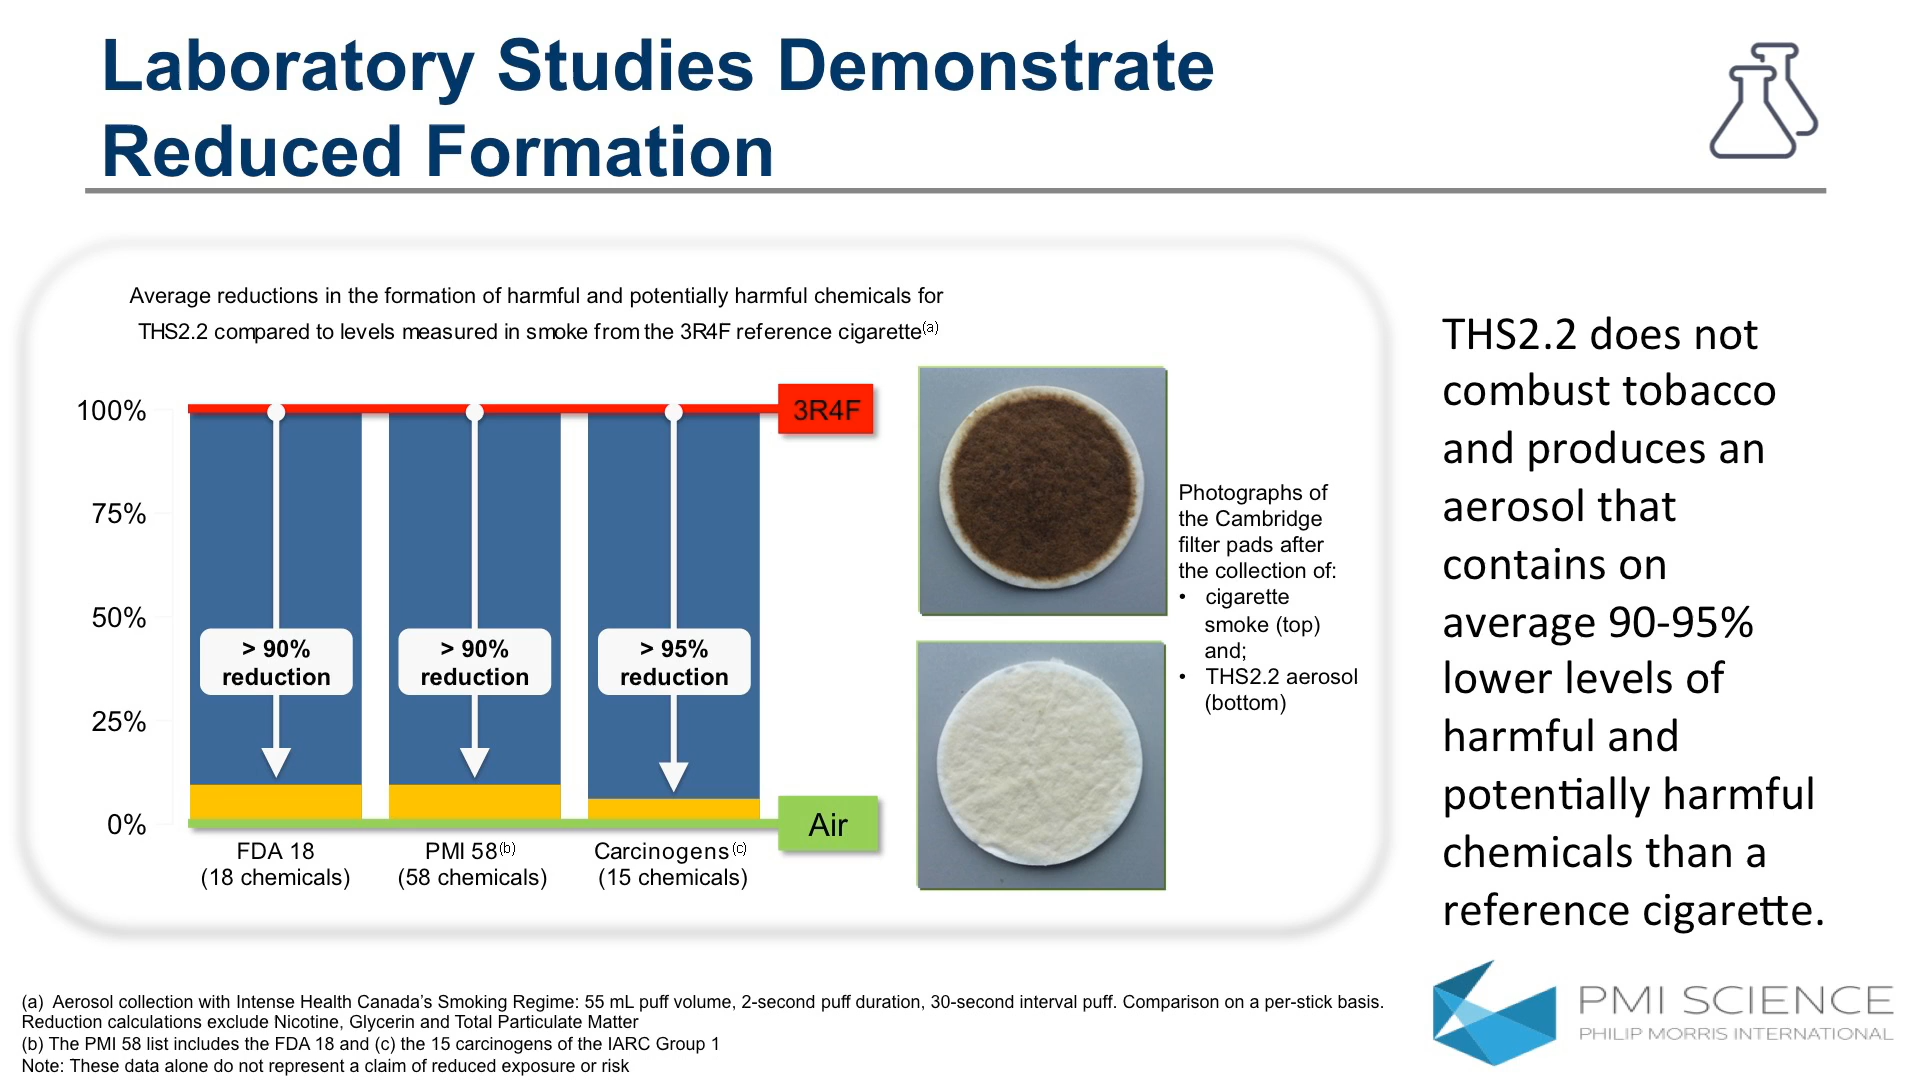 Laboratory Studies Demonstrate
Reduced Formation
Average reductions in the formation of harmful and potentially harmful chemicals for
THS2.2 compared to levels measured in smoke from the 3R4F reference cigarette(a)
100%
75%
50%
25%
0%
3R4F
> 90%
reduction
> 90%
reduction
> 95%
reduction
Air
FDA 18
(18 chemicals)
PMI 58(b)
(58 chemicals)
Carcinogens(c)
(15 chemicals)
Photographs of
the Cambridge
filter pads after
the collection of:
• cigarette
smoke (top)
and;
• THS2.2 aerosol
(bottom)
THS2.2 does not
combust tobacco
and produces an
aerosol that
contains on
average 90-95%
lower levels of
harmful and
potentially harmful
chemicals than a
reference cigarette.
(a) Aerosol collection with Intense Health Canada’s Smoking Regime: 55 mL puff volume, 2-second puff duration, 30-second interval puff. Comparison on a per-stick basis.
Reduction calculations exclude Nicotine, Glycerin and Total Particulate Matter
(b) The PMI 58 list includes the FDA 18 and (c) the 15 carcinogens of the IARC Group 1
Note: These data alone do not represent a claim of reduced exposure or risk
PMI SCIENCE
PHILIP MORRIS INTERNATIONAL